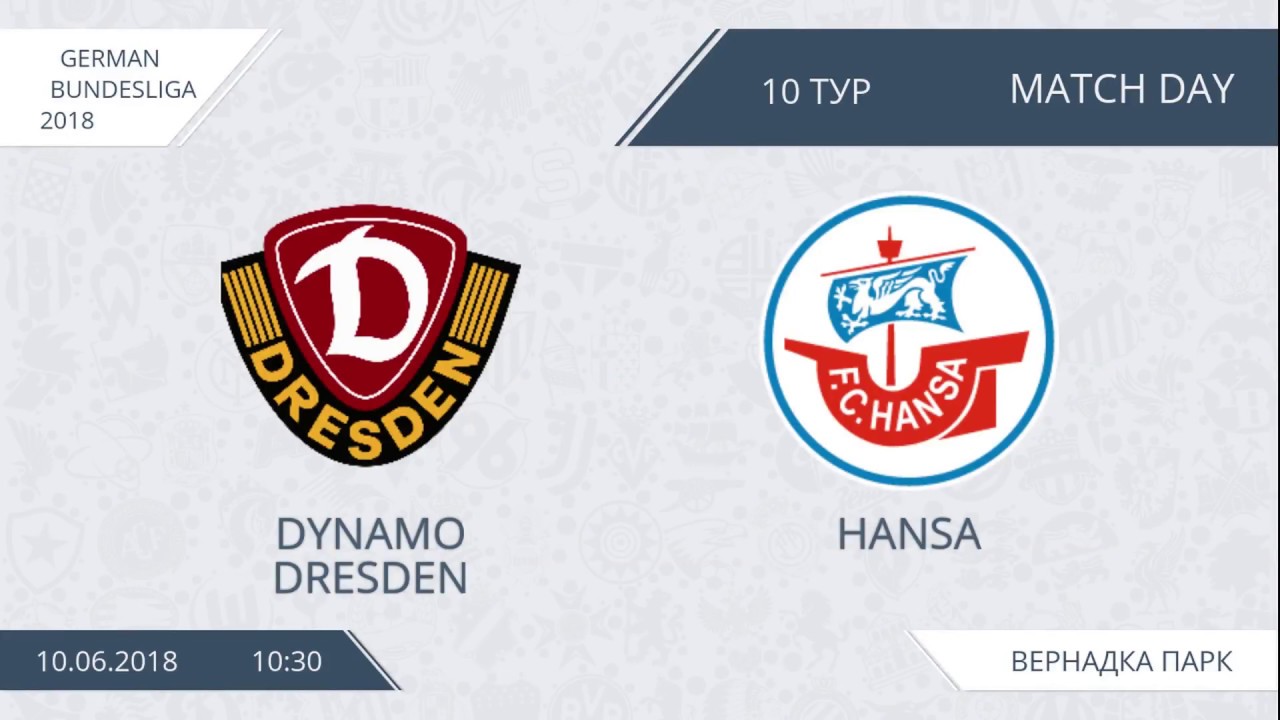 GERMAN
BUNDESLIGA
2018
10 ТУР
MATCH DAY
D
DRESDEN
F.C.HANSA
DYNAMO
DRESDEN
HANSA
10.06.2018
10:30
ВЕРНАДКА ПАРК